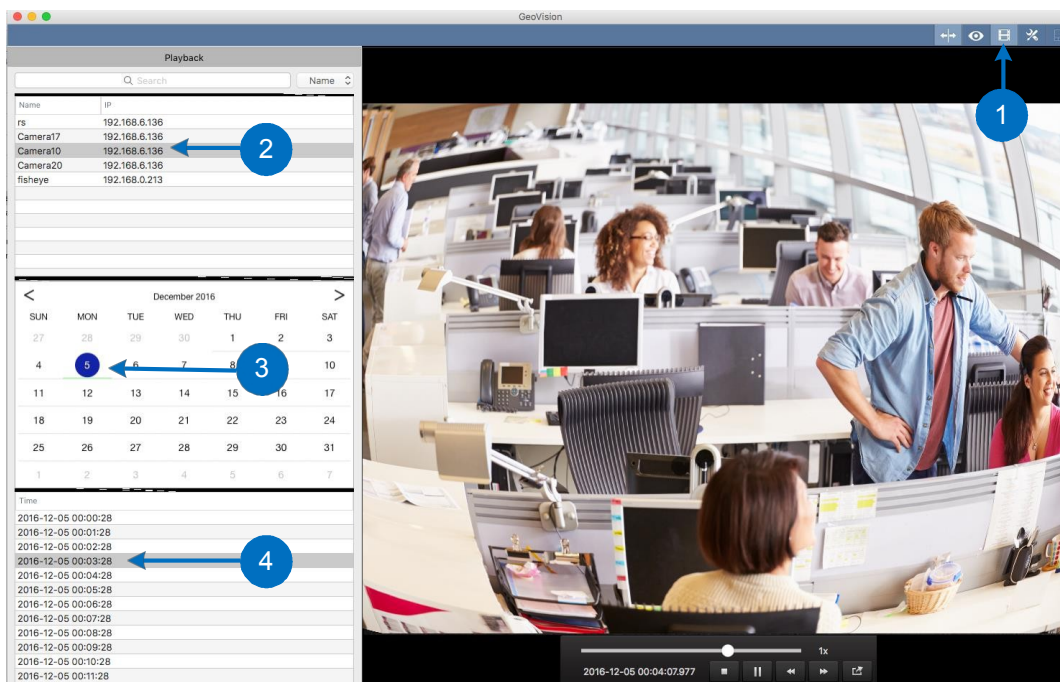 GeoVision
Playback
Search
Name
Name IP
rs 192.168.6.136
Camera17 192.168.6.136
Camera10 192.168.6.136
Camera20 192.168.6.136
fisheye 192.168.0.213
1
2
December 2016
SUN MON TUE WED THU FRI SAT
27 28 29 30 1 2 3
4 5 6 7 8 10
3
11 12 13 14 15 16 17
18 19 20 21 22 23 24
25 26 27 28 29 30 31
1 2 3 4 5 6 7
Time
2016-12-05 00:00:28
2016-12-05 00:01:28
2016-12-05 00:02:28
2016-12-05 00:03:28
4
2016-12-05 00:04:28
2016-12-05 00:05:28
2016-12-05 00:06:28
2016-12-05 00:07:28
2016-12-05 00:08:28
2016-12-05 00:09:28
2016-12-05 00:10:28
2016-12-05 00:11:28
1x
2016-12-05 00:04:07.977